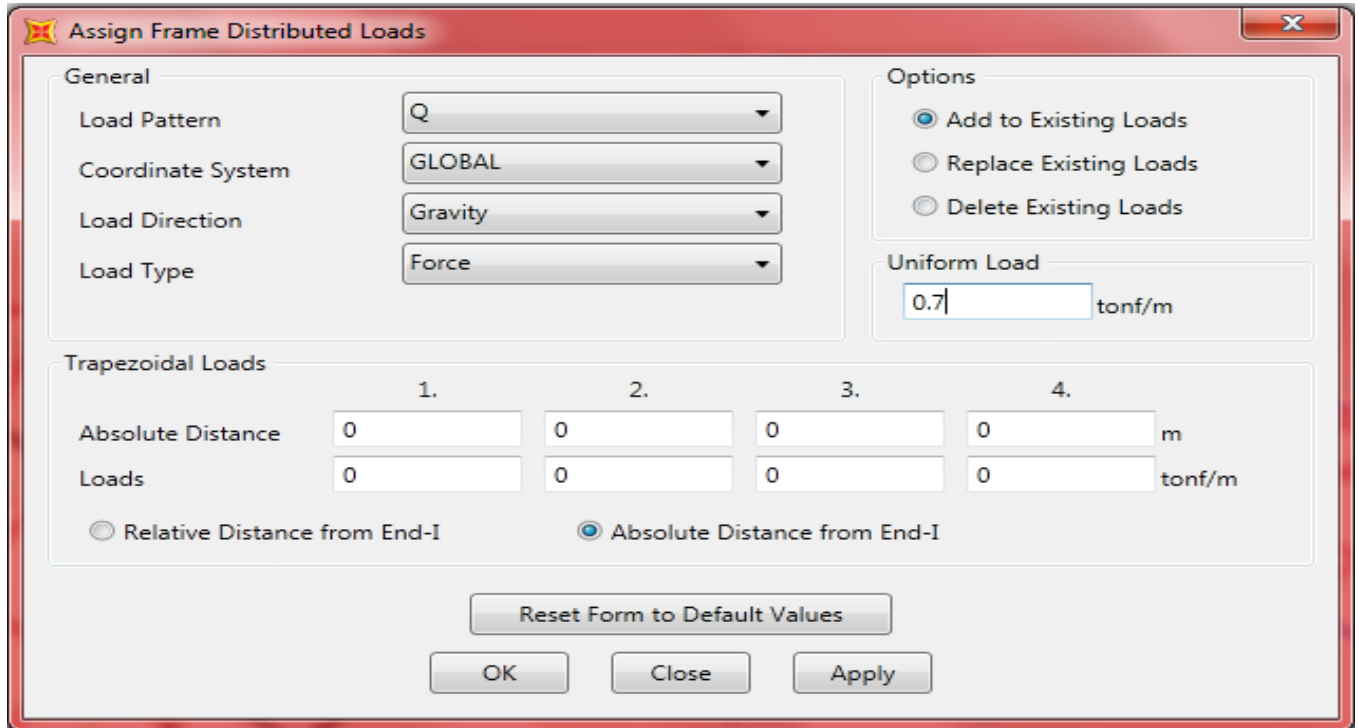 Assign Frame Distributed Loads
General
Load Pattern Q
Coordinate System GLOBAL
Load Direction Gravity
Load Type Force
Options
Add to Existing Loads
Replace Existing Loads
Delete Existing Loads
Uniform Load
0.7 tonf/m
Trapezoidal Loads
1. 2. 3. 4.
Absolute Distance 0 0 0 0 m
Loads 0 0 0 0 tonf/m
Relative Distance from End-I Absolute Distance from End-I
Reset Form to Default Values
OK Close Apply